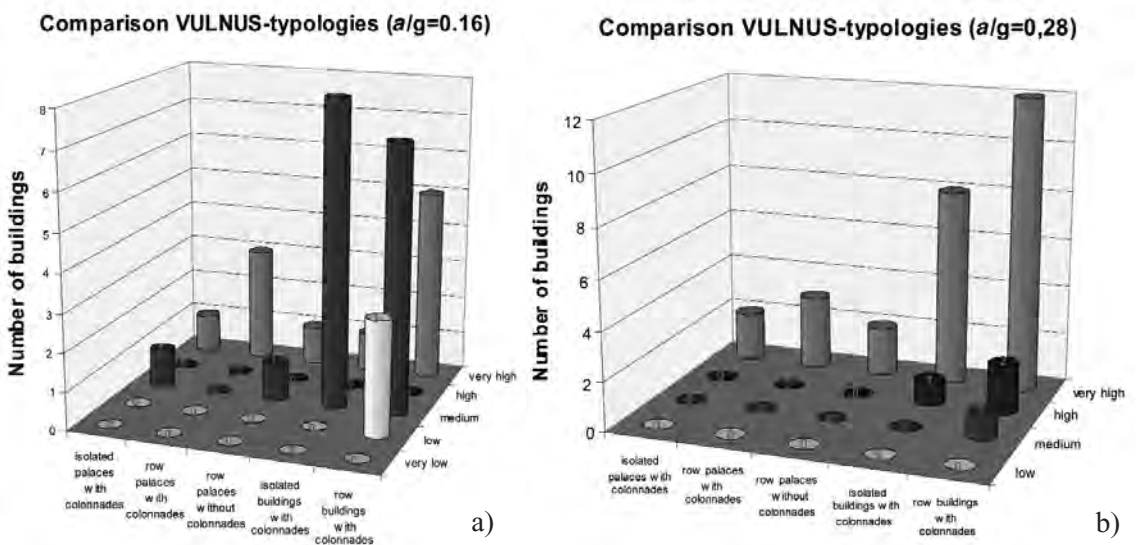 Comparison VULNUS-typologies (a/g=0.16)
Number of buildings
8
7
6
5
4
3
2
1
0
very high
high
medium
low
very low
isolated
palaces
with
colonnades
row
palaces
with
colonnades
row
palaces
without
colonnades
isolated
buildings
with
colonnades
row
buildings
with
colonnades
a)
Comparison VULNUS-typologies (a/g=0,28)
Number of buildings
12
10
8
6
4
2
0
very high
high
medium
low
isolated
palaces with
colonnades
row palaces
with
colonnades
row palaces
without
colonnades
isolated
buildings with
colonnades
row buildings
with
colonnades
b)